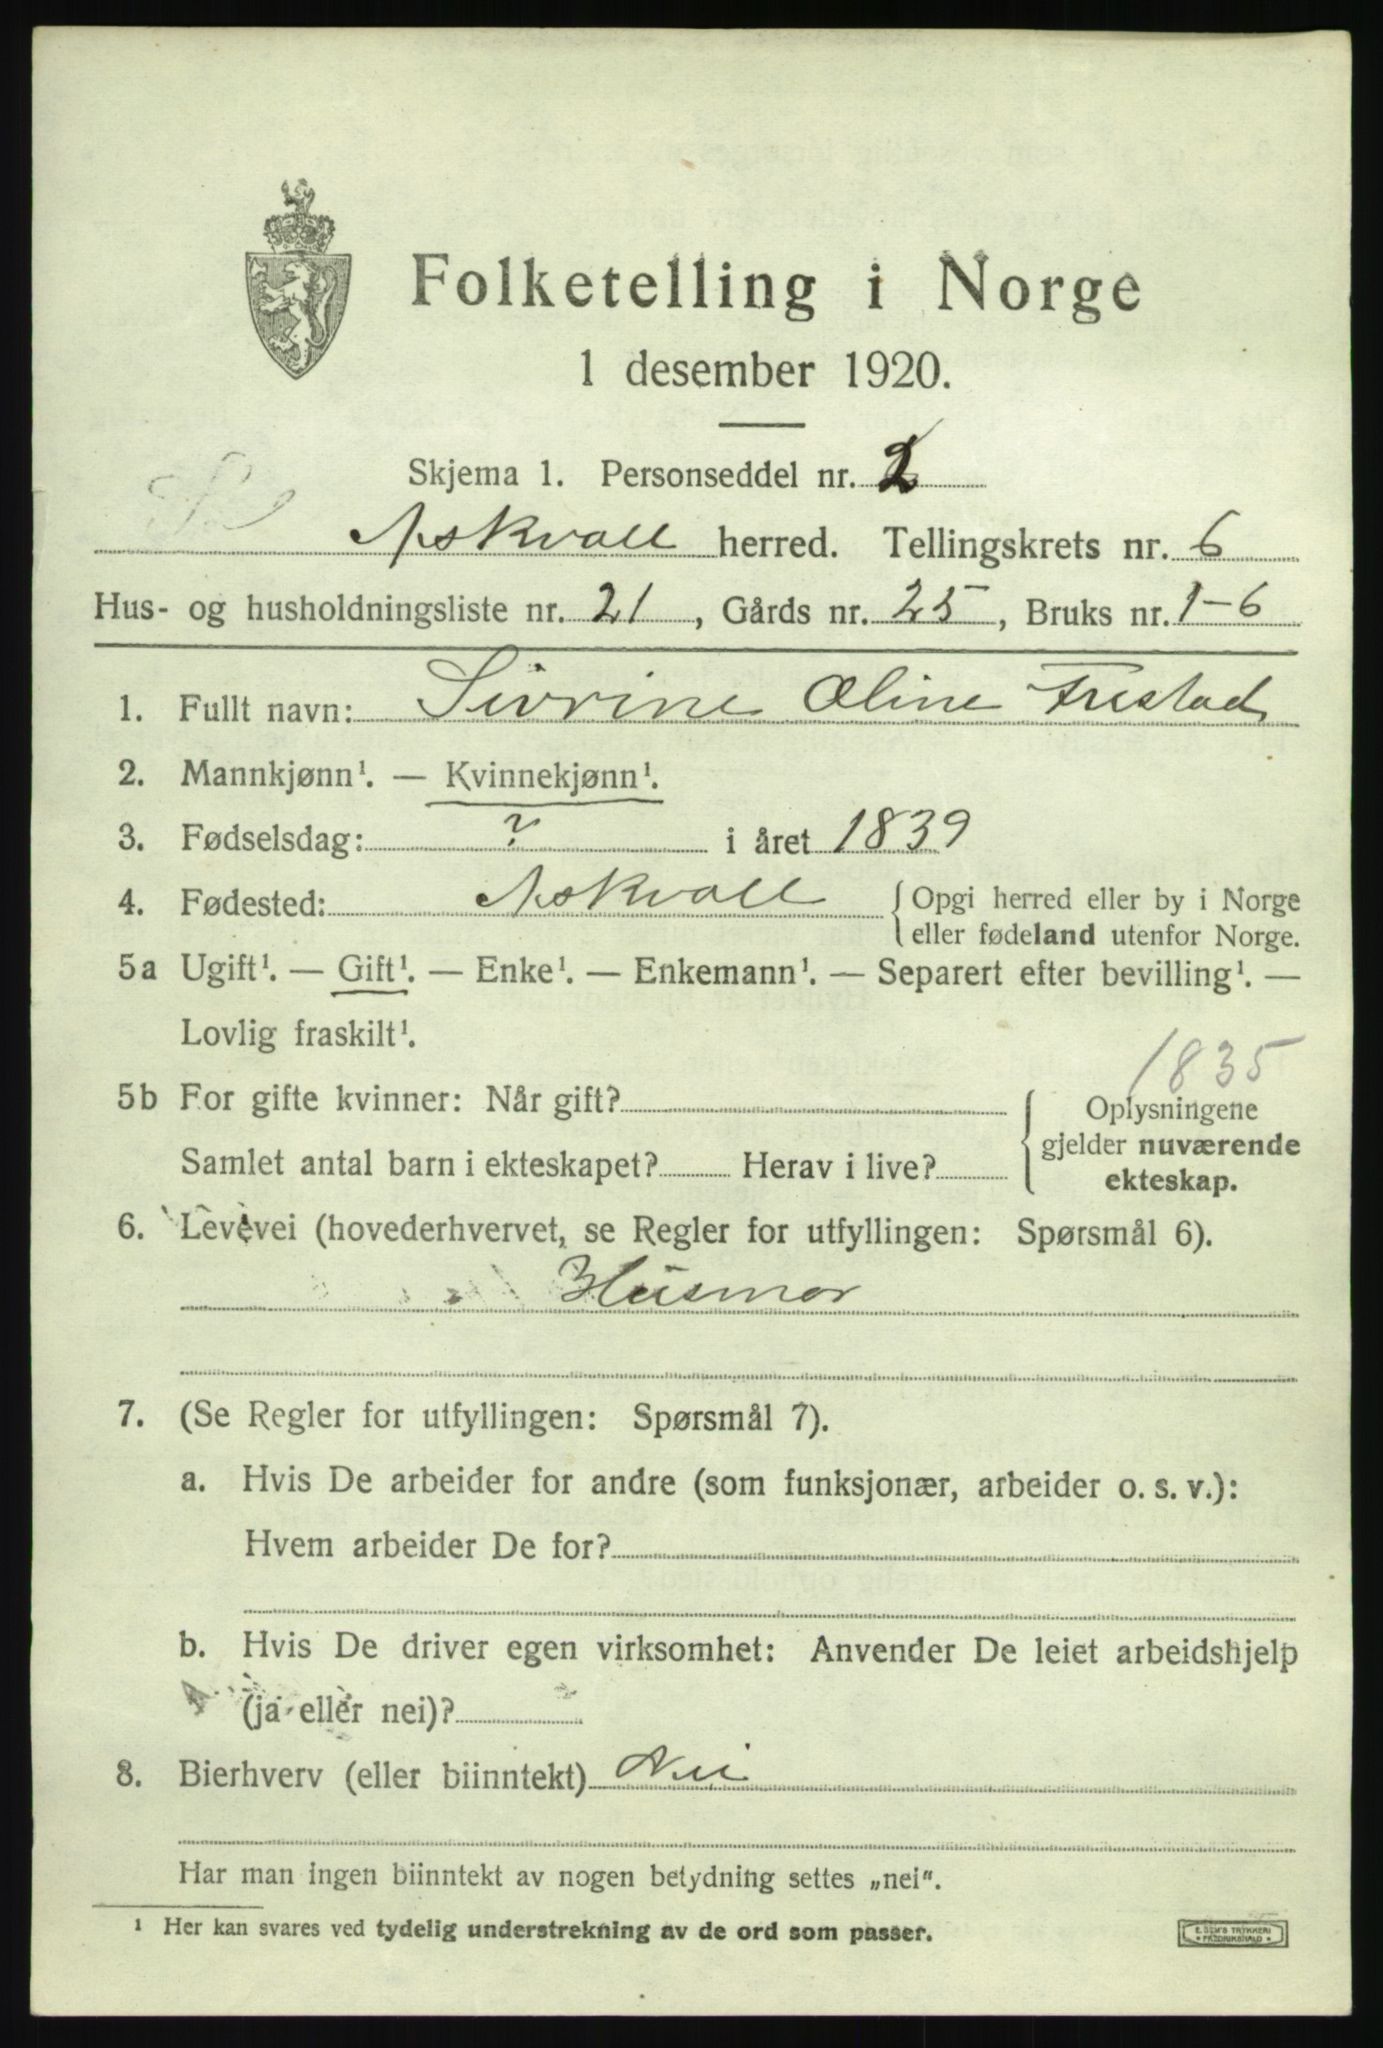 Folketelling i Norge
1 desember 1920.
Skjema 1. Personseddel nr. 2
Askvoll herred. Tellingskrets nr. 6
Hus- og husholdningsliste nr. 21, Gårds nr. 25, Bruks nr. 1-6
1. Fullt navn: Sivrine Oline Frestad
2. Mannkjønn¹. — Kvinnekjønn¹.
3. Fødselsdag: ? i året 1839
4. Fødested: Askvoll { Opgi herred eller by i Norge
eller fødeland utenfor Norge.
5a Ugift¹. — Gift¹. — Enke¹. — Enkemann¹. — Separert efter bevilling¹. —
Lovlig fraskilt¹.
1835
5b For gifte kvinner: Når gift? { Oplysningene
gjelder nuværende
Samlet antal barn i ekteskapet? Herav i live?
ekteskap.
6. Levevei (hovederhvervet, se Regler for utfyllingen: Spørsmål 6).
Husmor
7. (Se Regler for utfyllingen: Spørsmål 7).
a. Hvis De arbeider for andre (som funksjonær, arbeider o. s. v.):
Hvem arbeider De for?
b. Hvis De driver egen virksomhet: Anvender De leiet arbeidshjelp
(ja eller nei)?
8. Bierhverv (eller biinntekt) Nei
Har man ingen biinntekt av nogen betydning settes „nei".
¹ Her kan svares ved tydelig understrekning av de ord som passer.
E. SEM'S TRYKKERI
• FREDRIKSHALD •